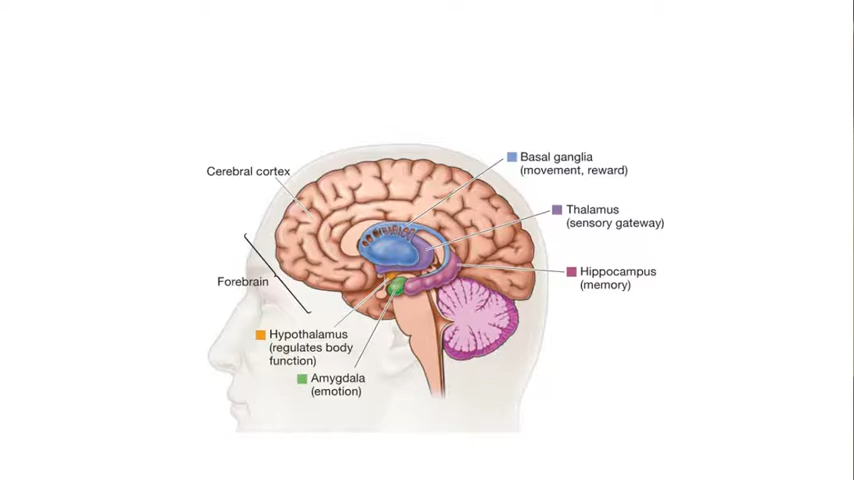 Cerebral cortex
Basal ganglia
(movement, reward)
Thalamus
(sensory gateway)
Hippocampus
(memory)
Forebrain
Hypothalamus
(regulates body
function)
Amygdala
(emotion)